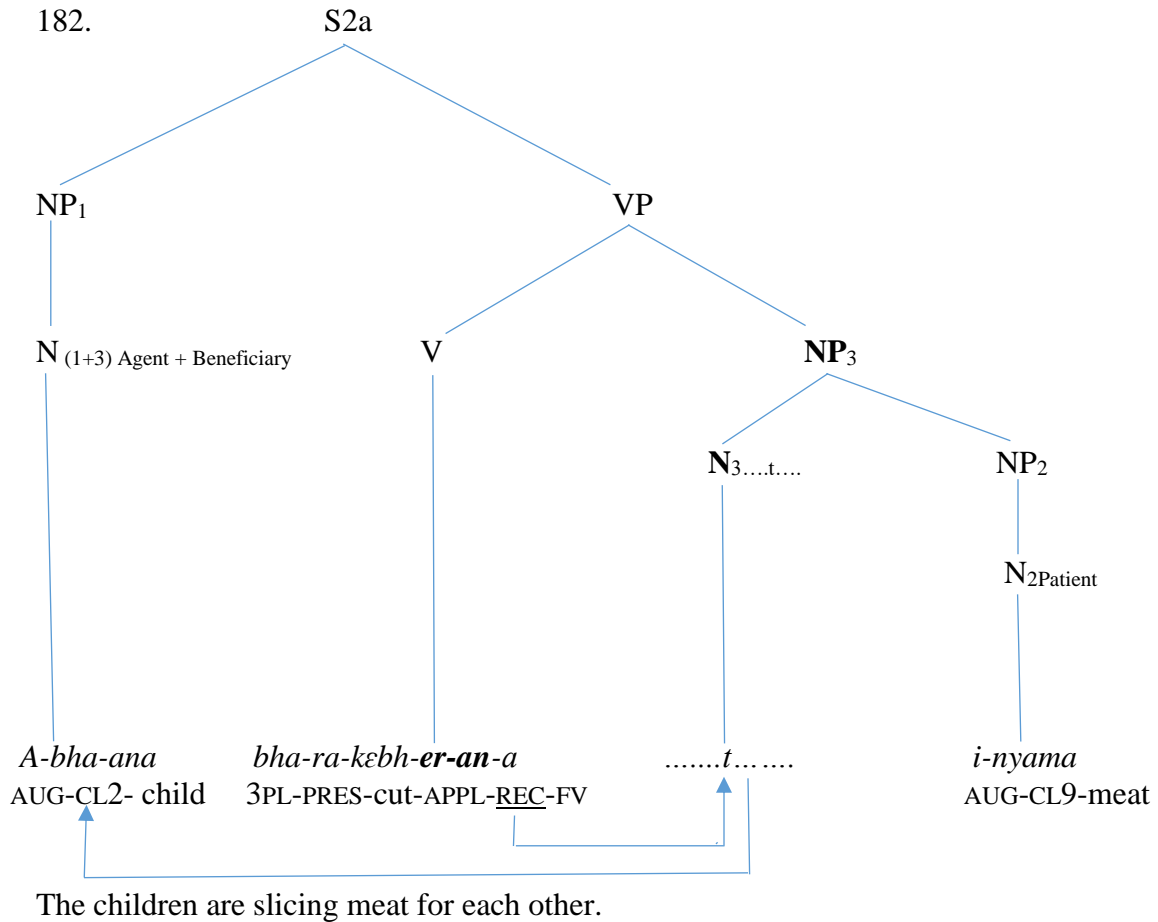 182. S2a
NP₁ VP
N (1+3) Agent + Beneficiary V NP₃
N₃….t…. NP₂
N₂Patient
A-bha-ana bha-ra-kɛbh-er-an-a …....t… .… i-nyama
AUG-CL2- child 3PL-PRES-cut-APPL-REC-FV AUG-CL9-meat
The children are slicing meat for each other.